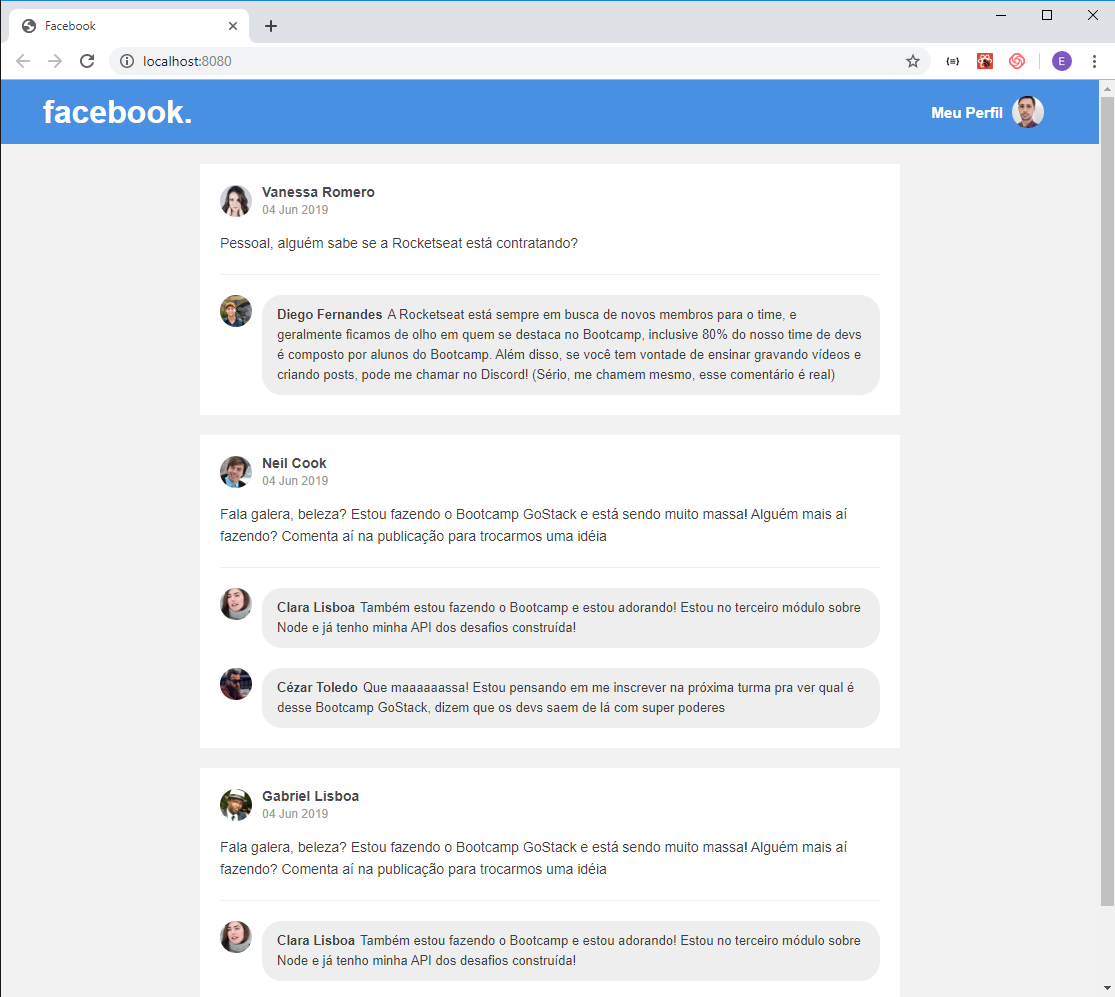 Facebook
localhost:8080
E
facebook.
Meu Perfil
Vanessa Romero
04 Jun 2019
Pessoal, alguém sabe se a Rocketseat está contratando?
Diego Fernandes A Rocketseat está sempre em busca de novos membros para o time, e
geralmente ficamos de olho em quem se destaca no Bootcamp, inclusive 80% do nosso time de devs
é composto por alunos do Bootcamp. Além disso, se você tem vontade de ensinar gravando vídeos e
criando posts, pode me chamar no Discord! (Sério, me chamem mesmo, esse comentário é real)
Neil Cook
04 Jun 2019
Fala galera, beleza? Estou fazendo o Bootcamp GoStack e está sendo muito massa! Alguém mais aí
fazendo? Comenta aí na publicação para trocarmos uma idéia
Clara Lisboa Também estou fazendo o Bootcamp e estou adorando! Estou no terceiro módulo sobre
Node e já tenho minha API dos desafios construída!
Cézar Toledo Que maaaaaassa! Estou pensando em me inscrever na próxima turma pra ver qual é
desse Bootcamp GoStack, dizem que os devs saem de lá com super poderes
Gabriel Lisboa
04 Jun 2019
Fala galera, beleza? Estou fazendo o Bootcamp GoStack e está sendo muito massa! Alguém mais aí
fazendo? Comenta aí na publicação para trocarmos uma idéia
Clara Lisboa Também estou fazendo o Bootcamp e estou adorando! Estou no terceiro módulo sobre
Node e já tenho minha API dos desafios construída!